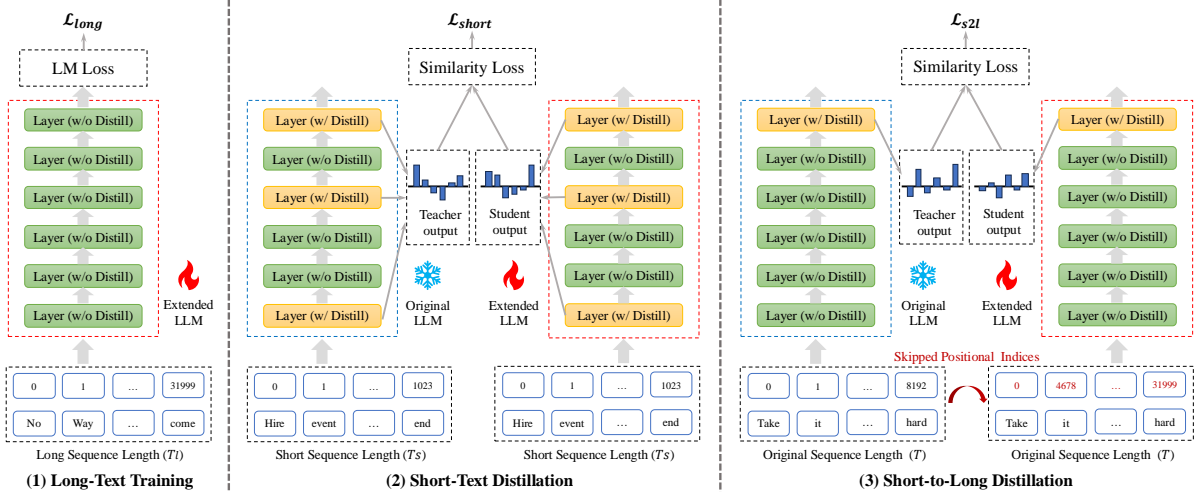 ℒ_long
LM Loss
Layer (w/o Distill)
Layer (w/o Distill)
Layer (w/o Distill)
Layer (w/o Distill)
Layer (w/o Distill)
Layer (w/o Distill)
Extended
LLM
0 1 … 31999
No Way … come
Long Sequence Length (Tl)
(1) Long-Text Training
ℒ_short
Similarity Loss
Layer (w/ Distill)
Layer (w/o Distill)
Layer (w/ Distill)
Layer (w/o Distill)
Layer (w/o Distill)
Layer (w/ Distill)
Teacher
output
Student
output
Original
LLM
Extended
LLM
Layer (w/ Distill)
Layer (w/o Distill)
Layer (w/ Distill)
Layer (w/o Distill)
Layer (w/o Distill)
Layer (w/ Distill)
0 1 … 1023
Hire event … end
Short Sequence Length (Ts)
0 1 … 1023
Hire event … end
Short Sequence Length (Ts)
(2) Short-Text Distillation
ℒ_s2l
Similarity Loss
Layer (w/ Distill)
Layer (w/o Distill)
Layer (w/o Distill)
Layer (w/o Distill)
Layer (w/o Distill)
Layer (w/o Distill)
Teacher
output
Student
output
Original
LLM
Extended
LLM
Layer (w/ Distill)
Layer (w/o Distill)
Layer (w/o Distill)
Layer (w/o Distill)
Layer (w/o Distill)
Layer (w/o Distill)
Skipped Positional Indices
0 1 … 8192
Take it … hard
Original Sequence Length (T)
0 4678 … 31999
Take it … hard
Original Sequence Length (T)
(3) Short-to-Long Distillation